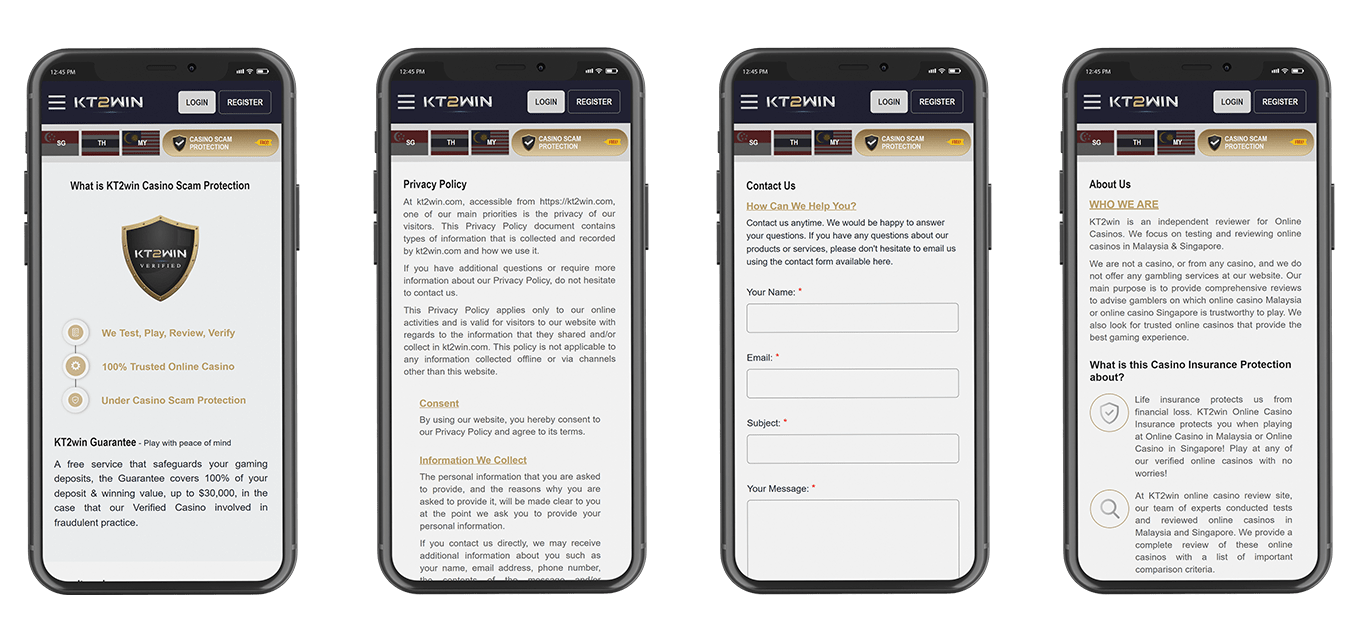 12:45 PM
KT2WIN
LOGIN
REGISTER
SG
TH
MY
CASINO SCAM
PROTECTION
FREE!
What is KT2win Casino Scam Protection
KT2WIN
VERIFIED
We Test, Play, Review, Verify
100% Trusted Online Casino
Under Casino Scam Protection
KT2win Guarantee - Play with peace of mind
A free service that safeguards your gaming
deposits, the Guarantee covers 100% of your
deposit & winning value, up to $30,000, in the
case that our Verified Casino involved in
fraudulent practice.
12:45 PM
KT2WIN
LOGIN
REGISTER
SG
TH
MY
CASINO SCAM
PROTECTION
FREE!
Privacy Policy
At kt2win.com, accessible from https://kt2win.com,
one of our main priorities is the privacy of our
visitors. This Privacy Policy document contains
types of information that is collected and recorded
by kt2win.com and how we use it.
If you have additional questions or require more
information about our Privacy Policy, do not hesitate
to contact us.
This Privacy Policy applies only to our online
activities and is valid for visitors to our website with
regards to the information that they shared and/or
collect in kt2win.com. This policy is not applicable to
any information collected offline or via channels
other than this website.
Consent
By using our website, you hereby consent to
our Privacy Policy and agree to its terms.
Information We Collect
The personal information that you are asked
to provide, and the reasons why you are
asked to provide it, will be made clear to you
at the point we ask you to provide your
personal information.
If you contact us directly, we may receive
additional information about you such as
your name, email address, phone number,
the contents of the message and/or
12:45 PM
KT2WIN
LOGIN
REGISTER
SG
TH
MY
CASINO SCAM
PROTECTION
FREE!
Contact Us
How Can We Help You?
Contact us anytime. We would be happy to answer
your questions. If you have any questions about our
products or services, please don't hesitate to email us
using the contact form available here.
Your Name: *
Email: *
Subject: *
Your Message: *
12:45 PM
KT2WIN
LOGIN
REGISTER
SG
TH
MY
CASINO SCAM
PROTECTION
FREE!
About Us
WHO WE ARE
KT2win is an independent reviewer for Online
Casinos. We focus on testing and reviewing online
casinos in Malaysia & Singapore.
We are not a casino, or from any casino, and we do
not offer any gambling services at our website. Our
main purpose is to provide comprehensive reviews
to advise gamblers on which online casino Malaysia
or online casino Singapore is trustworthy to play. We
also look for trusted online casinos that provide the
best gaming experience.
What is this Casino Insurance Protection
about?
Life insurance protects us from
financial loss. KT2win Online Casino
Insurance protects you when playing
at Online Casino in Malaysia or Online
Casino in Singapore! Play at any of
our verified online casinos with no
worries!
At KT2win online casino review site,
our team of experts conducted tests
and reviewed online casinos in
Malaysia and Singapore. We provide a
complete review of these online
casinos with a list of important
comparison criteria.